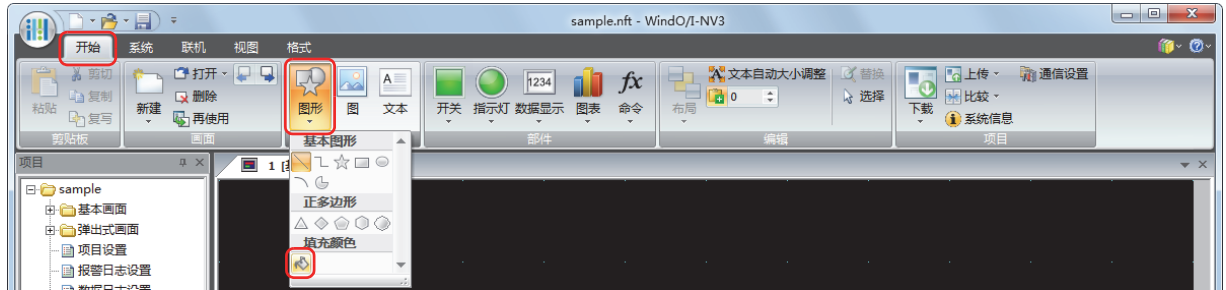 sample.nft - WindO/I-NV3
开始 系统 联机 视图 格式
粘贴 剪切 复制 复写
剪贴板
新建 打开 删除 再使用
画面
图形 图 文本
开关 指示灯 1234 数据显示 图表 fx 命令
部件
布局 文本自动大小调整 0 替换 选择
编辑
下载 上传 比较 系统信息 通信设置
项目
基本图形
正多边形
填充颜色
项目
1
sample
基本画面
弹出式画面
项目设置
报警日志设置